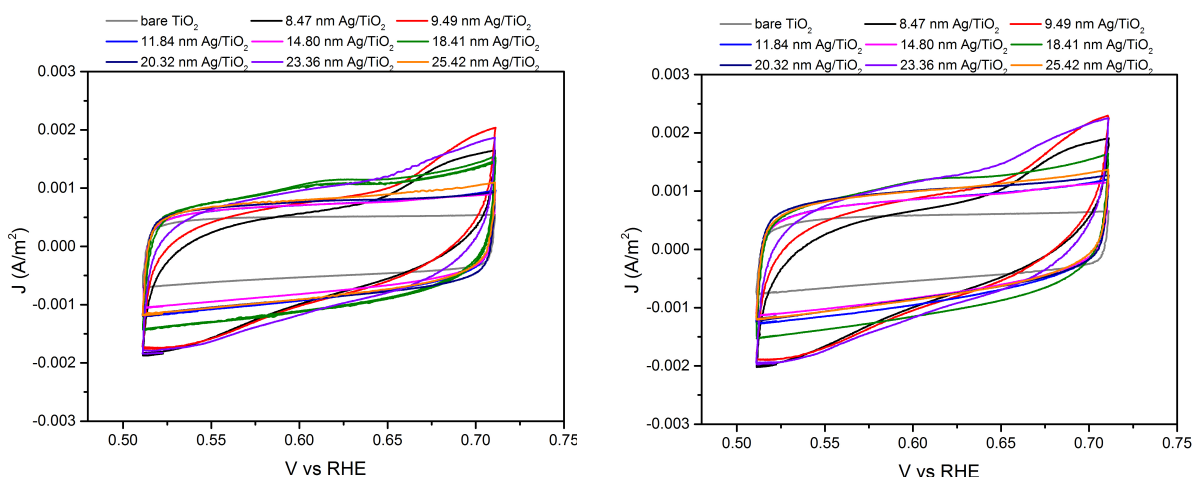 bare TiO₂ 8.47 nm Ag/TiO₂ 9.49 nm Ag/TiO₂
11.84 nm Ag/TiO₂ 14.80 nm Ag/TiO₂ 18.41 nm Ag/TiO₂
20.32 nm Ag/TiO₂ 23.36 nm Ag/TiO₂ 25.42 nm Ag/TiO₂
0.003
0.002
0.001
0.000
-0.001
-0.002
-0.003
J (A/m²)
0.50 0.55 0.60 0.65 0.70 0.75
V vs RHE
bare TiO₂ 8.47 nm Ag/TiO₂ 9.49 nm Ag/TiO₂
11.84 nm Ag/TiO₂ 14.80 nm Ag/TiO₂ 18.41 nm Ag/TiO₂
20.32 nm Ag/TiO₂ 23.36 nm Ag/TiO₂ 25.42 nm Ag/TiO₂
0.003
0.002
0.001
0.000
-0.001
-0.002
-0.003
J (A/m²)
0.50 0.55 0.60 0.65 0.70 0.75
V vs RHE